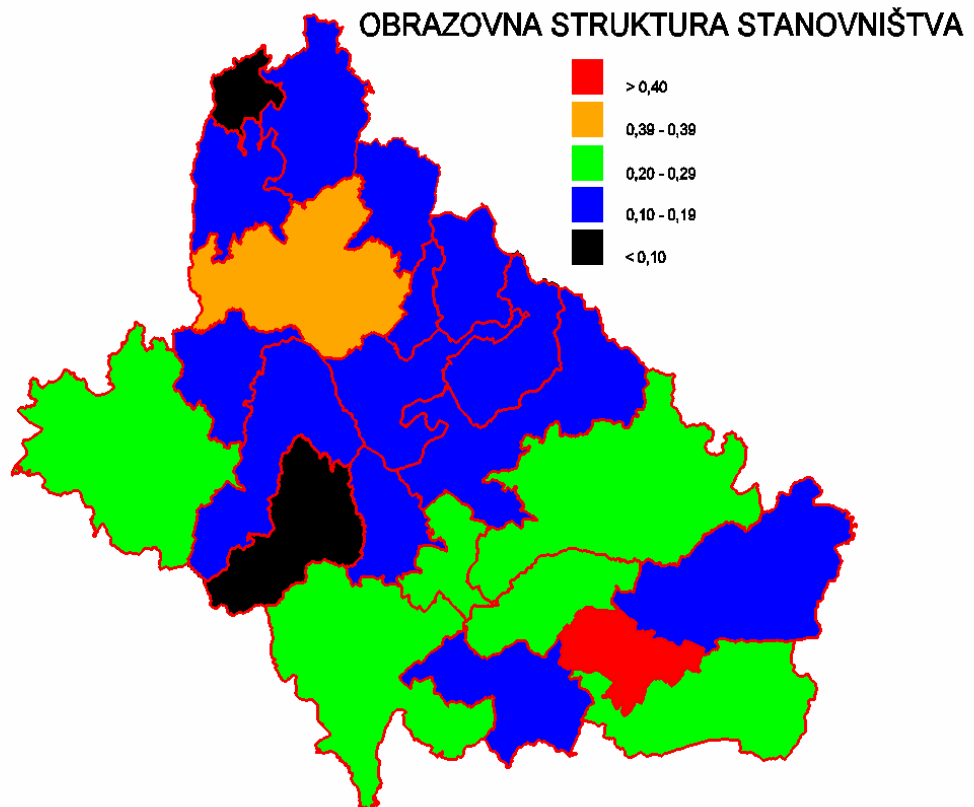 OBRAZOVNA STRUKTURA STANOVNIŠTVA
> 0,40
0,39 - 0,39
0,20 - 0,29
0,10 - 0,19
< 0,10